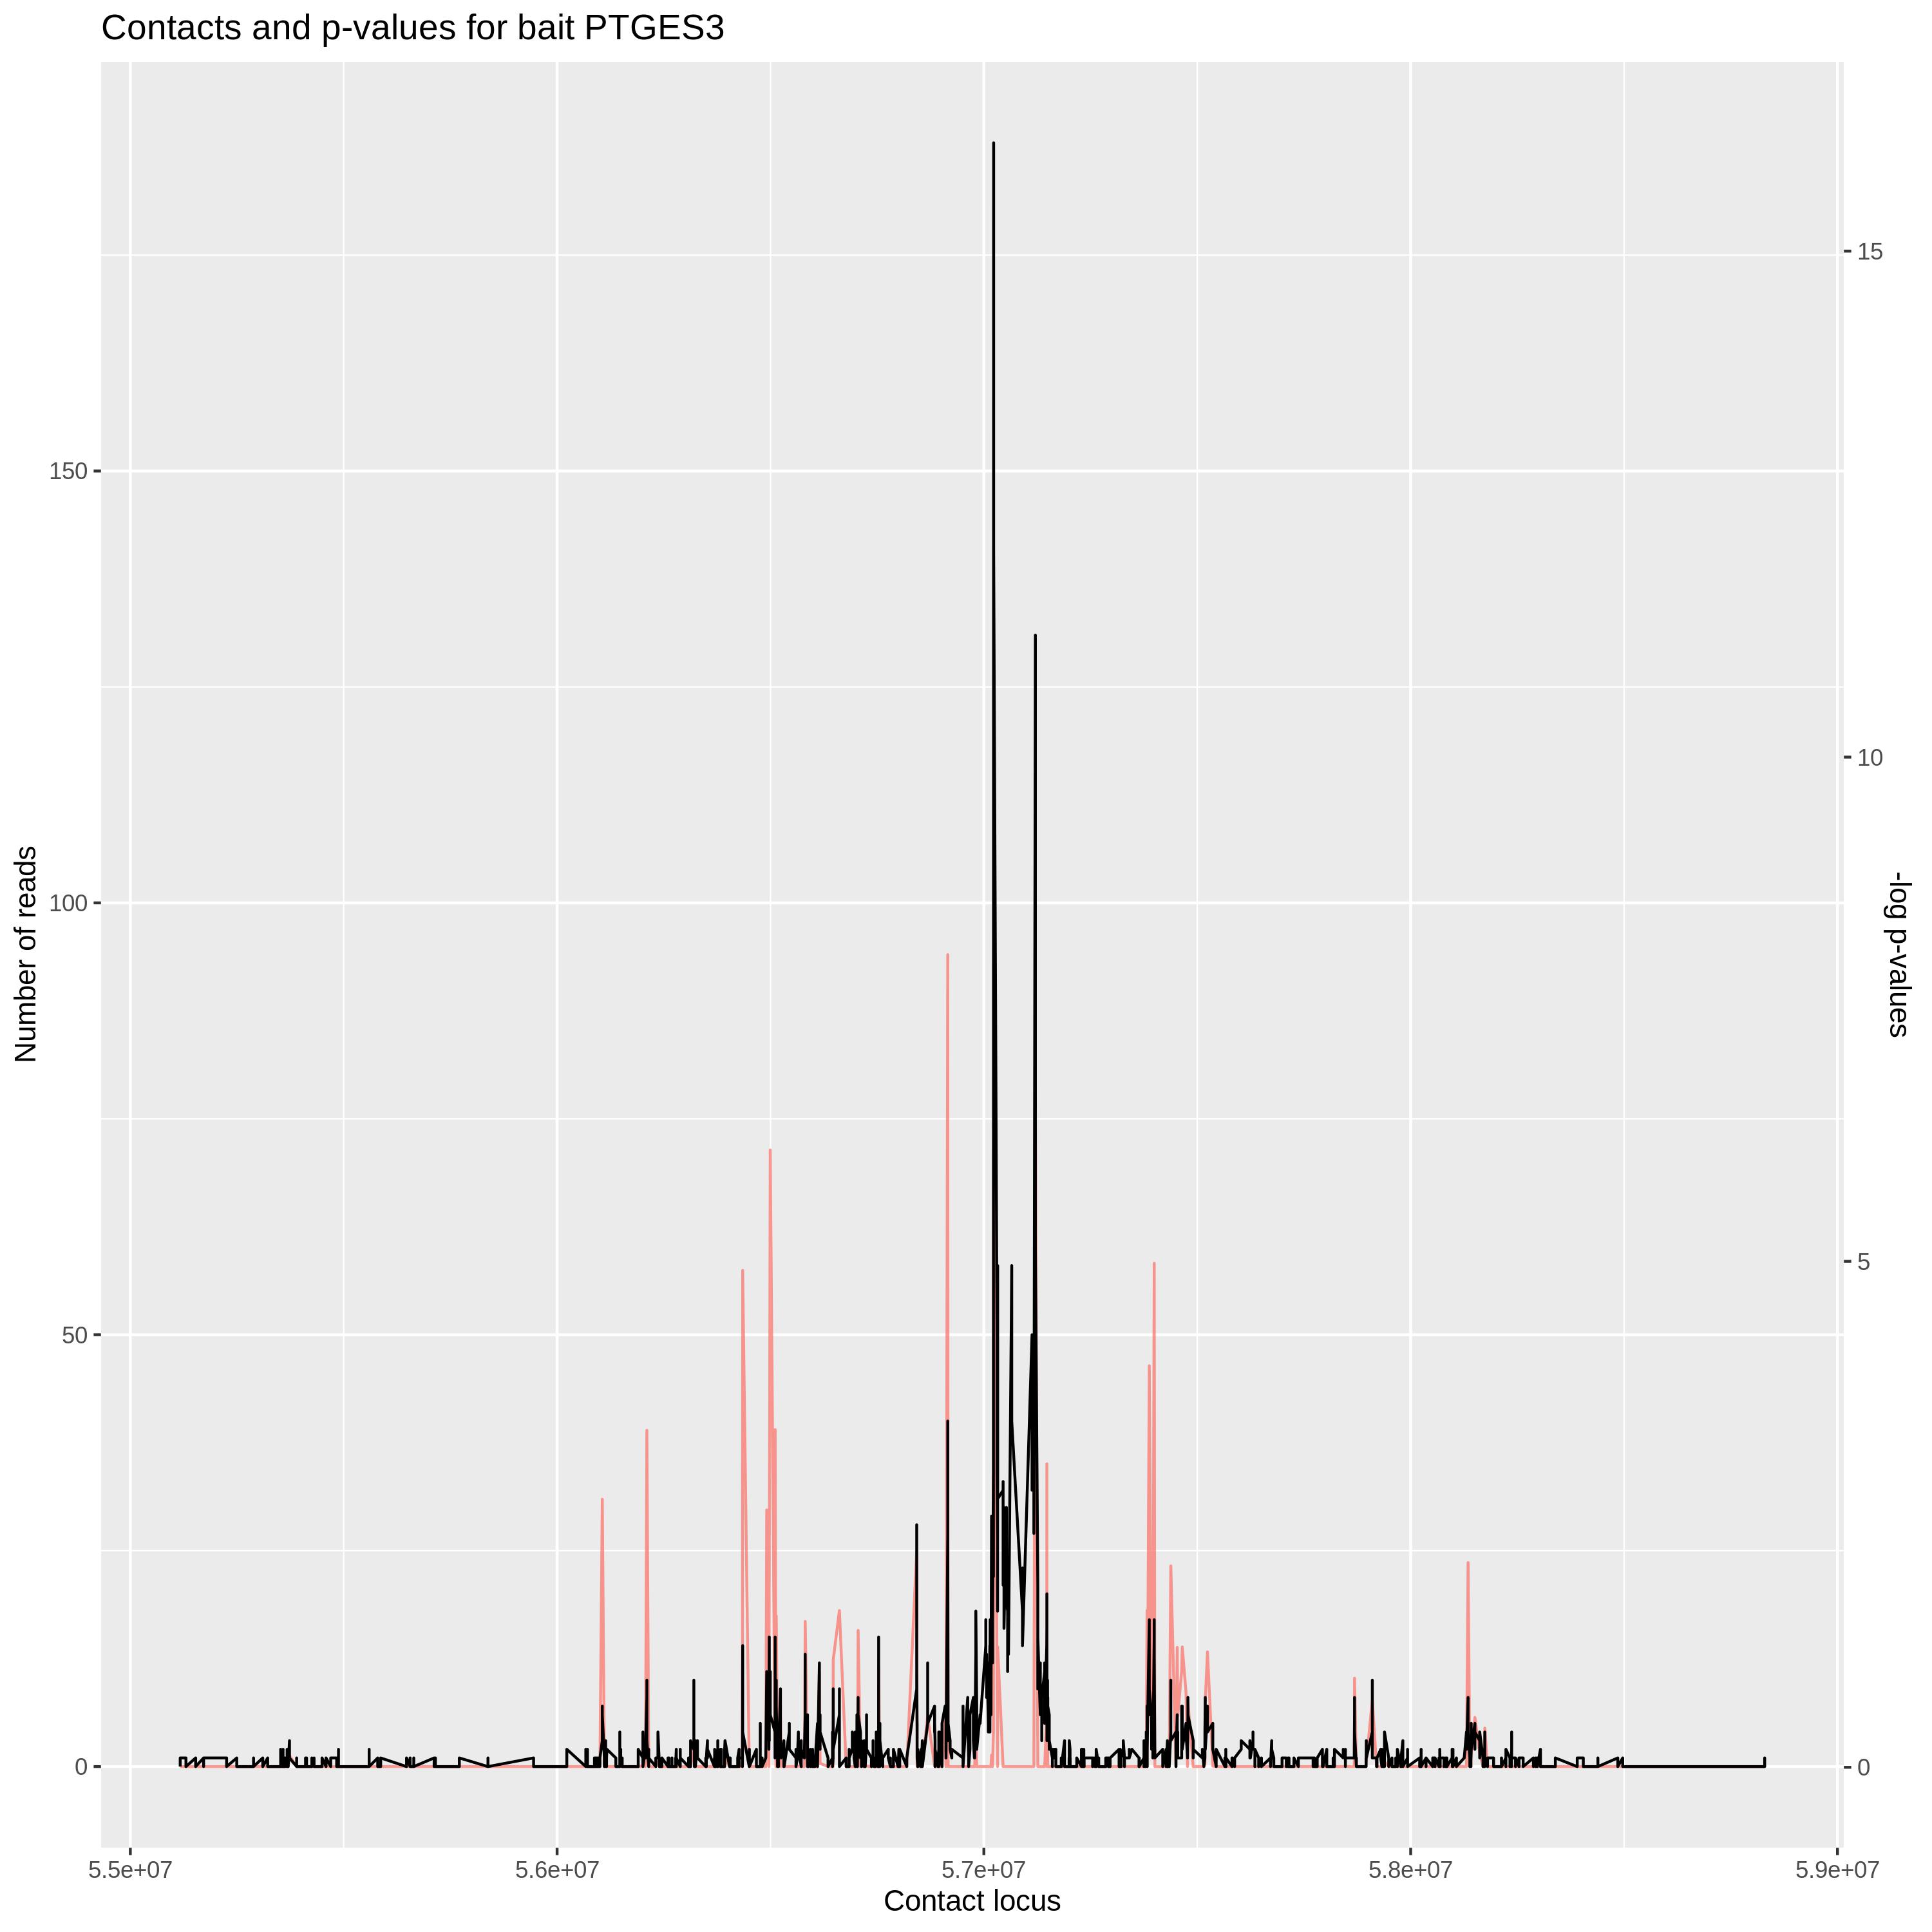 Contacts and p-values for bait PTGES3
Number of reads
150
100
50
0
15
10
5
0
-log p-values
5.5e+07
5.6e+07
5.7e+07
5.8e+07
5.9e+07
Contact locus